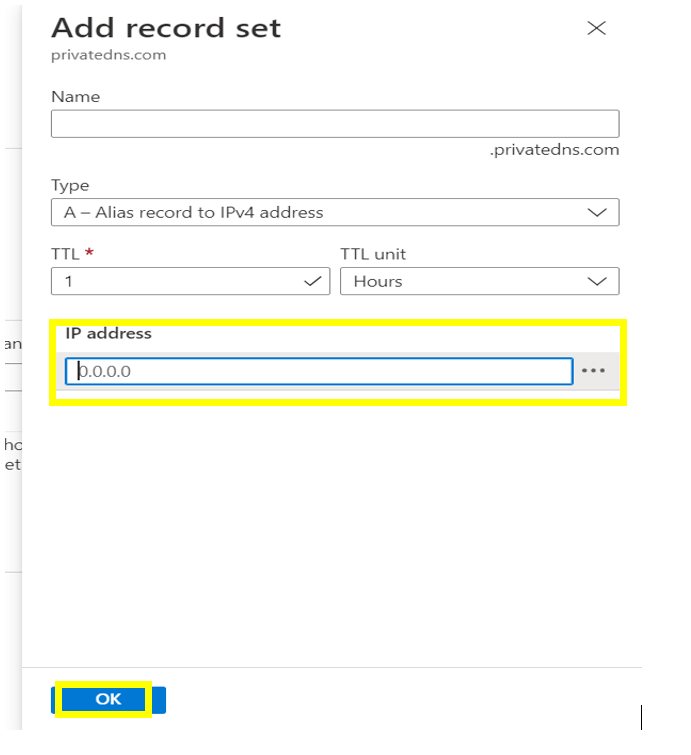 Add record set
privatedns.com
Name
.privatedns.com
Type
A – Alias record to IPv4 address
TTL *
TTL unit
1
Hours
an
IP address
0.0.0.0
ho
et
OK